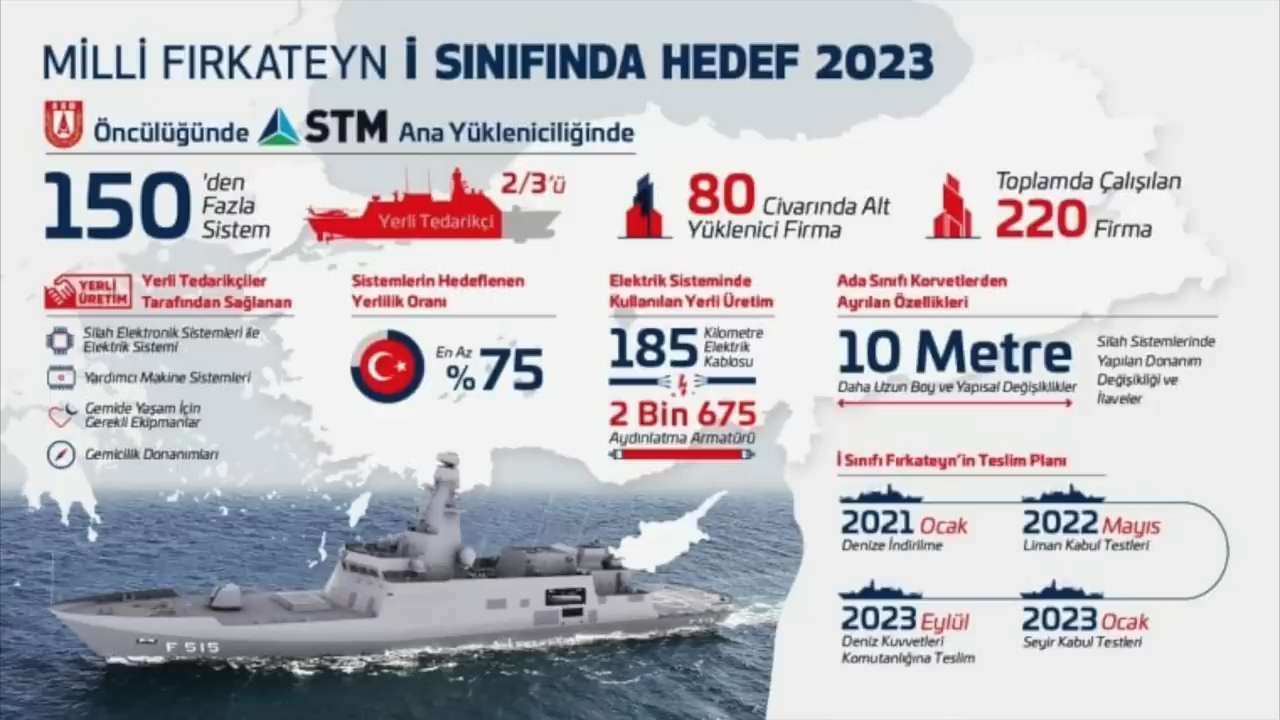 MİLLİ FIRKATEYN İ SINIFINDA HEDEF 2023
SSB
Öncülüğünde STM Ana Yükleniciliğinde
150 'den
Fazla
Sistem
2/3'ü
Yerli Tedarikçi
80 Civarında Alt
Yüklenici Firma
Toplamda Çalışılan
220 Firma
YERLİ
ÜRETİM
Yerli Tedarikçiler
Tarafından Sağlanan
Silah Elektronik Sistemleri ile
Elektrik Sistemi
Yardımcı Makine Sistemleri
Gemide Yaşam İçin
Gerekli Ekipmanlar
Gemicilik Donanımları
Sistemlerin Hedeflenen
Yerlilik Oranı
En Az
%75
Elektrik Sisteminde
Kullanılan Yerli Üretim
185 Kilometre
Elektrik
Kablosu
2 Bin 675
Aydınlatma Armatürü
Ada Sınıfı Korvetlerden
Ayrılan Özellikleri
10 Metre
Daha Uzun Boy ve Yapısal Değişiklikler
Silah Sistemlerinde
Yapılan Donanım
Değişikliği ve
İlaveler
İ Sınıfı Fırkateyn'in Teslim Planı
2021 Ocak
Denize İndirilme
2022 Mayıs
Liman Kabul Testleri
2023 Eylül
Deniz Kuvvetleri
Komutanlığına Teslim
2023 Ocak
Seyir Kabul Testleri
F 515